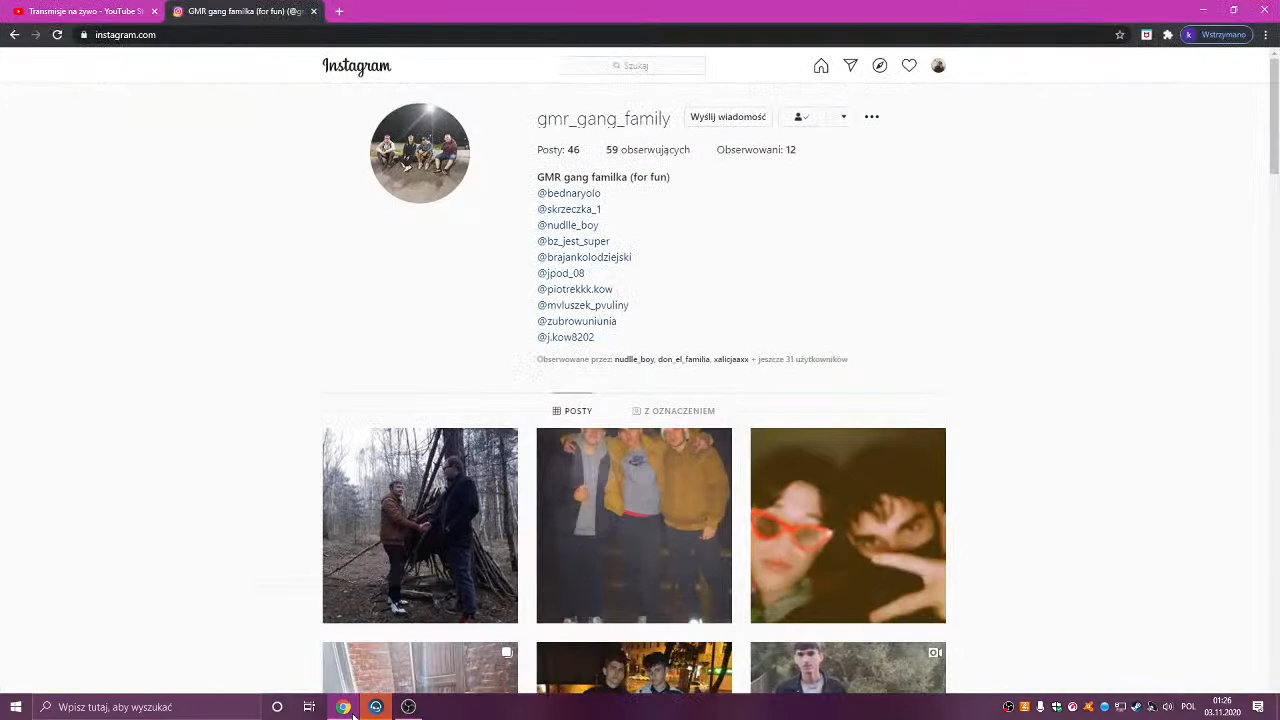 Transmisje na żywo - YouTube St
GMR gang familka (for fun) (@g
instagram.com
Wstrzymano
Instagram
Szukaj
gmr_gang_family
Wyślij wiadomość
Posty: 46
59 obserwujących
Obserwowani: 12
GMR gang familka (for fun)
@bednaryolo
@skrzeczka_1
@nudlle_boy
@bz_jest_super
@brajankolodziejski
@jpod_08
@piotrekkk.kow
@mvluszek_pvuliny
@zubrowuniunia
@j.kow8202
Obserwowane przez: nudlle_boy, don_el_familia, xalicjaaxx + jeszcze 31 użytkowników
POSTY
Z OZNACZENIEM
Wpisz tutaj, aby wyszukać
POL
01:26
03.11.2020